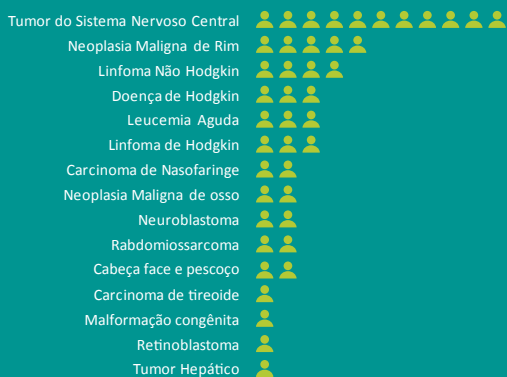 Tumor do Sistema Nervoso Central
Neoplasia Maligna de Rim
Linfoma Não Hodgkin
Doença de Hodgkin
Leucemia Aguda
Linfoma de Hodgkin
Carcinoma de Nasofaringe
Neoplasia Maligna de osso
Neuroblastoma
Rabdomiossarcoma
Cabeça face e pescoço
Carcinoma de tireoide
Malformação congênita
Retinoblastoma
Tumor Hepático